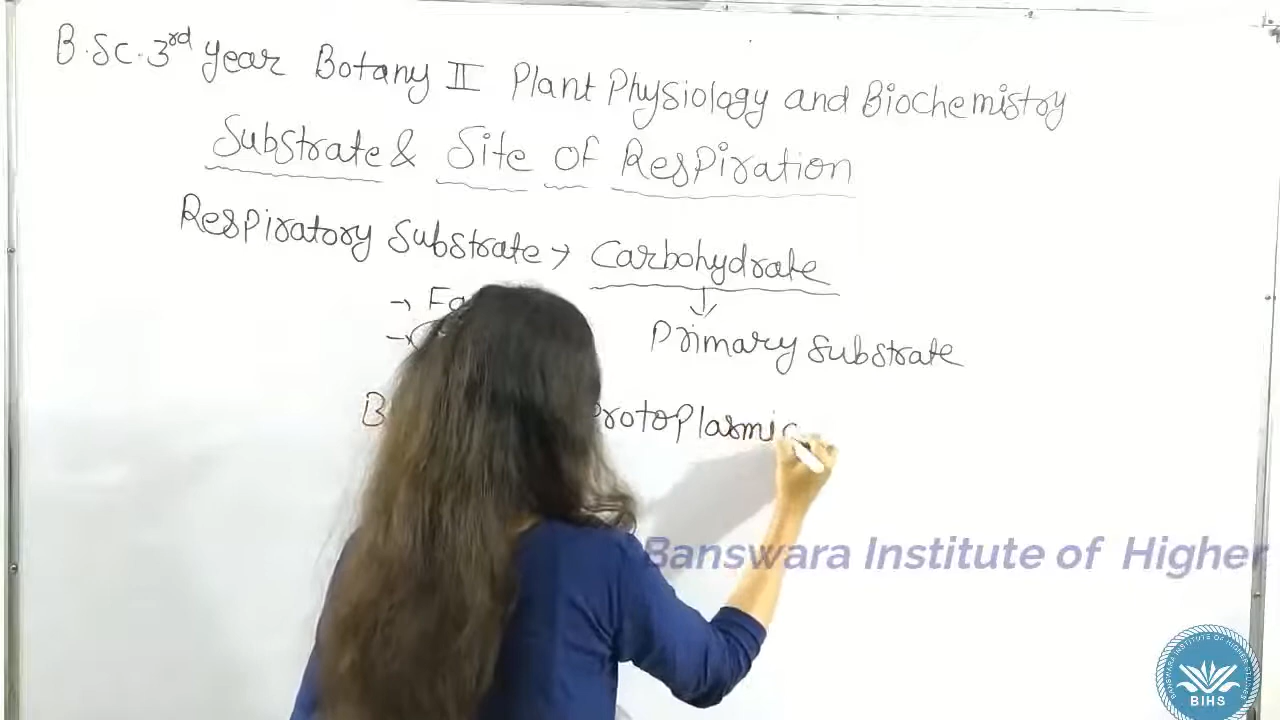 B.Sc. 3rd Year Botany II Plant Physiology and Biochemistry
Substrate & Site of Respiration
Respiratory Substrate → Carbohydrate
Primary Substrate
Banswara Institute of Higher
BIHS